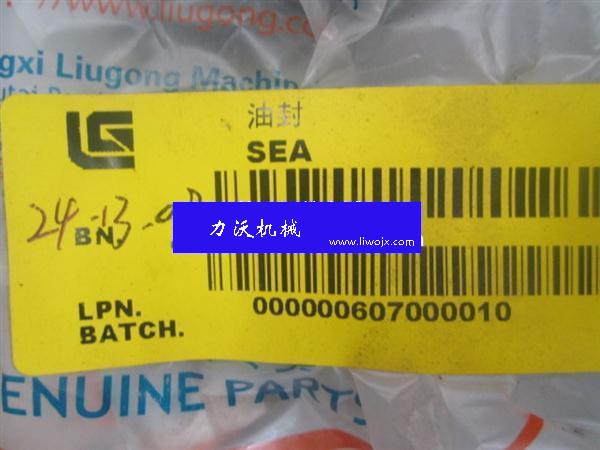 www.liugong.com
gxi Liugong Machin
油封
SEA
24-13-0
BN.
力沃机械
www.liwojx.com
LPN.
BATCH.
000000607000010
ENUINE PARTS